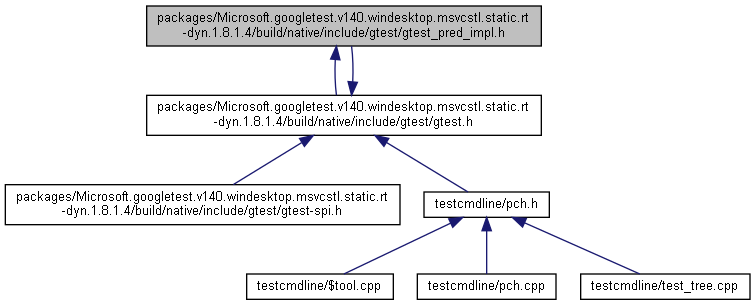 packages/Microsoft.googletest.v140.windesktop.msvcstl.static.rt
-dyn.1.8.1.4/build/native/include/gtest/gtest_pred_impl.h
packages/Microsoft.googletest.v140.windesktop.msvcstl.static.rt
-dyn.1.8.1.4/build/native/include/gtest/gtest.h
packages/Microsoft.googletest.v140.windesktop.msvcstl.static.rt
-dyn.1.8.1.4/build/native/include/gtest/gtest-spi.h
testcmdline/pch.h
testcmdline/$tool.cpp
testcmdline/pch.cpp
testcmdline/test_tree.cpp